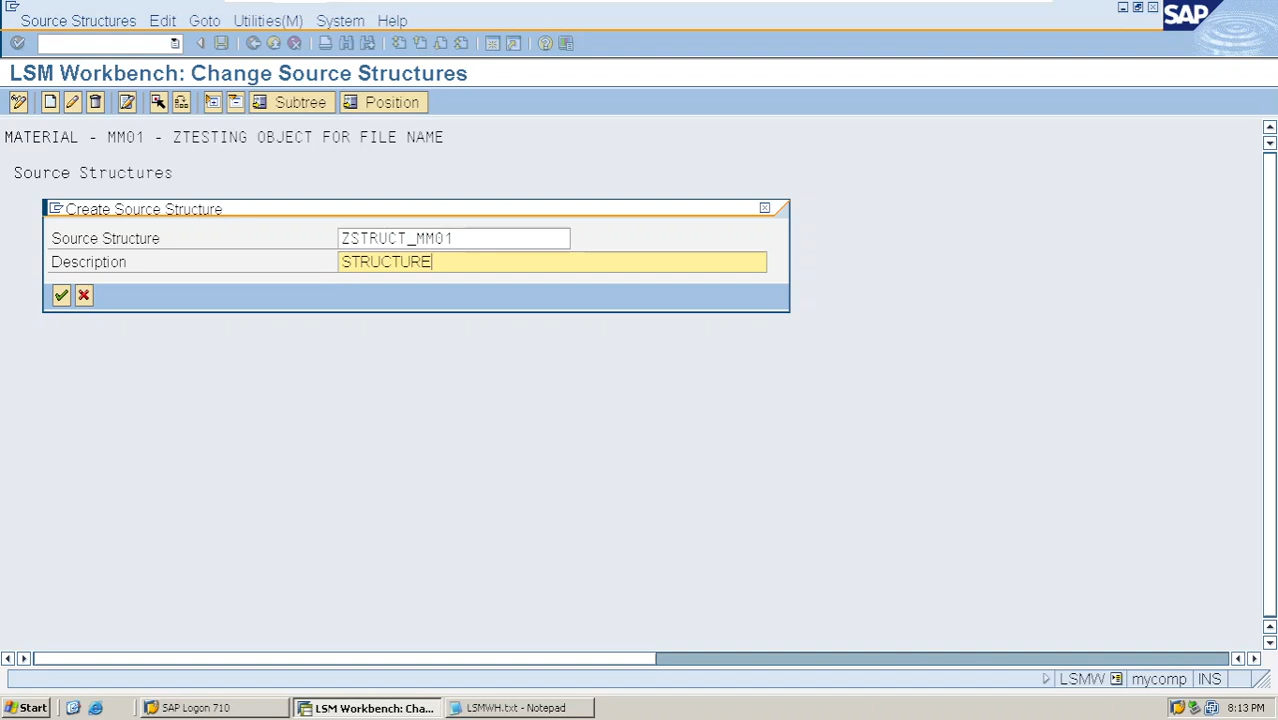 Source Structures Edit Goto Utilities(M) System Help
SAP
LSM Workbench: Change Source Structures
Subtree Position
MATERIAL - MM01 - ZTESTING OBJECT FOR FILE NAME
Source Structures
Create Source Structure
Source Structure ZSTRUCT_MM01
Description STRUCTURE
LSMW mycomp INS
Start SAP Logon 710 LSM Workbench: Cha... LSMWH.txt - Notepad 8:13 PM